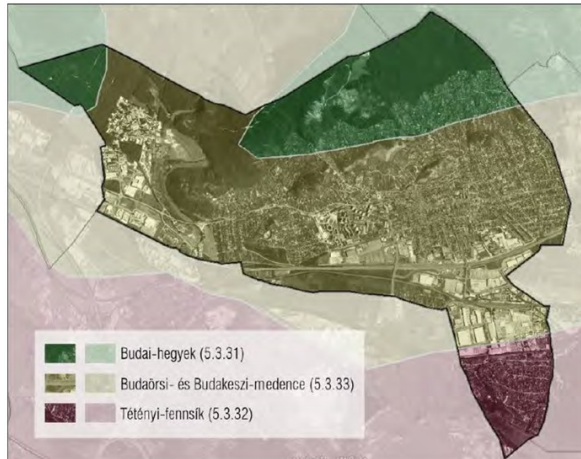 Budai-hegyek (5.3.31)
Budaörsi- és Budakeszi-medence (5.3.33)
Tétényi-fennsík (5.3.32)